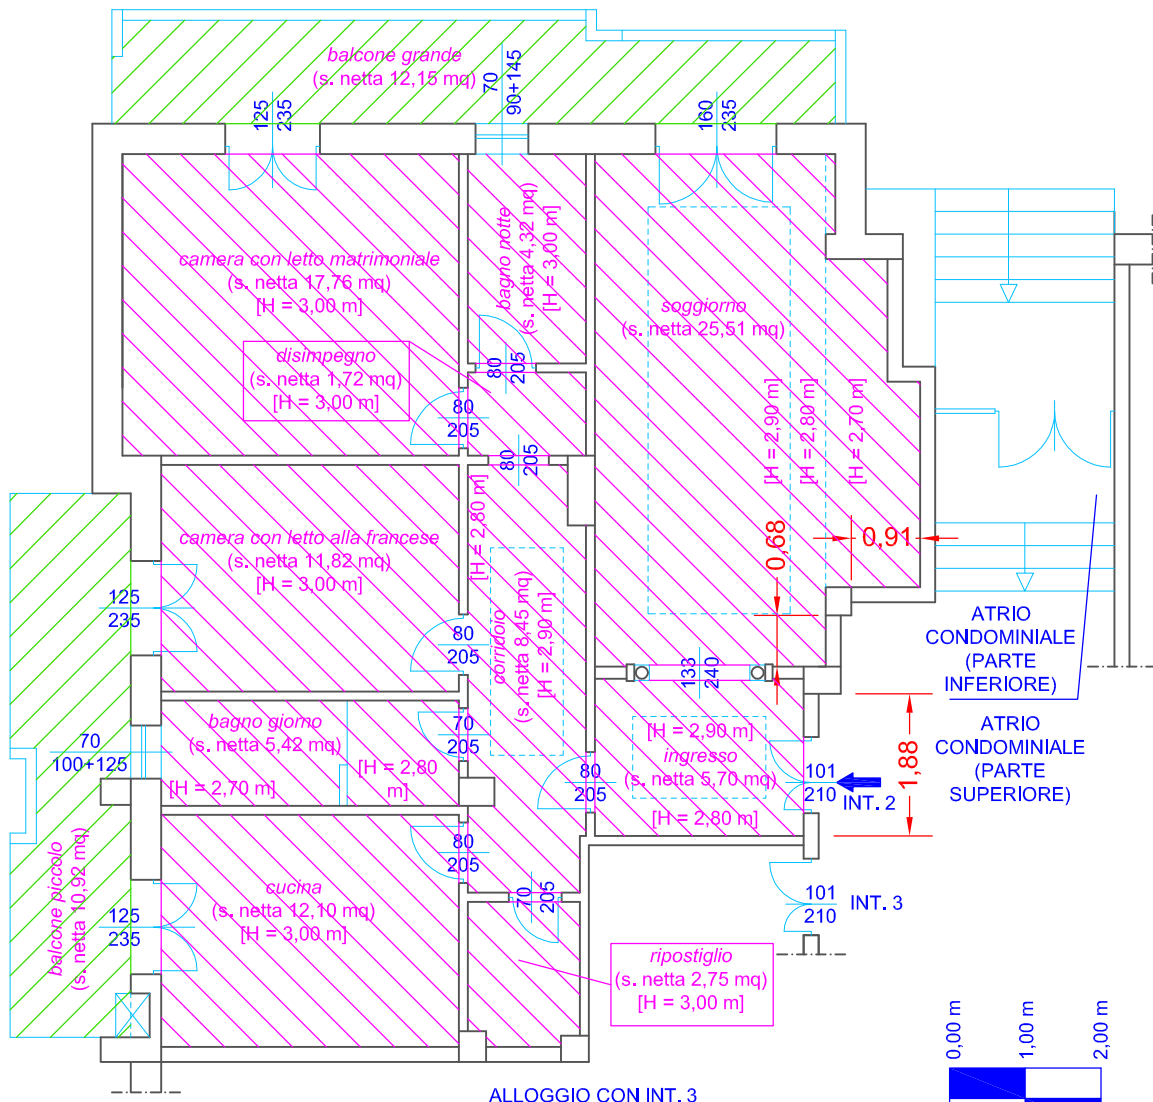 balcone grande
(s. netta 12,15 mq)
70
90+145
125
235
160
235
camera con letto matrimoniale
(s. netta 17,76 mq)
[H = 3,00 m]
bagno notte
(s. netta 4,32 mq)
[H = 3,00 m]
soggiorno
(s. netta 25,51 mq)
[H = 2,90 m]
[H = 2,80 m]
[H = 2,70 m]
disimpegno
(s. netta 1,72 mq)
[H = 3,00 m]
80
205
80
205
80
205
[H = 2,80 m]
camera con letto alla francese
(s. netta 11,82 mq)
[H = 3,00 m]
125
235
80
205
corridoio
(s. netta 8,45 mq)
[H = 2,90 m]
0,68
0,91
133
240
ATRIO
CONDOMINIALE
(PARTE
INFERIORE)
ATRIO
CONDOMINIALE
(PARTE
SUPERIORE)
bagno giorno
(s. netta 5,42 mq)
[H = 2,70 m]
[H = 2,80
m]
70
100+125
70
205
[H = 2,90 m]
ingresso
(s. netta 5,70 mq)
[H = 2,80 m]
80
205
101
210
INT. 2
1,88
balcone piccolo
(s. netta 10,92 mq)
125
235
cucina
(s. netta 12,10 mq)
[H = 3,00 m]
80
205
70
205
101
210
INT. 3
ripostiglio
(s. netta 2,75 mq)
[H = 3,00 m]
0,00 m
1,00 m
2,00 m
ALLOGGIO CON INT. 3